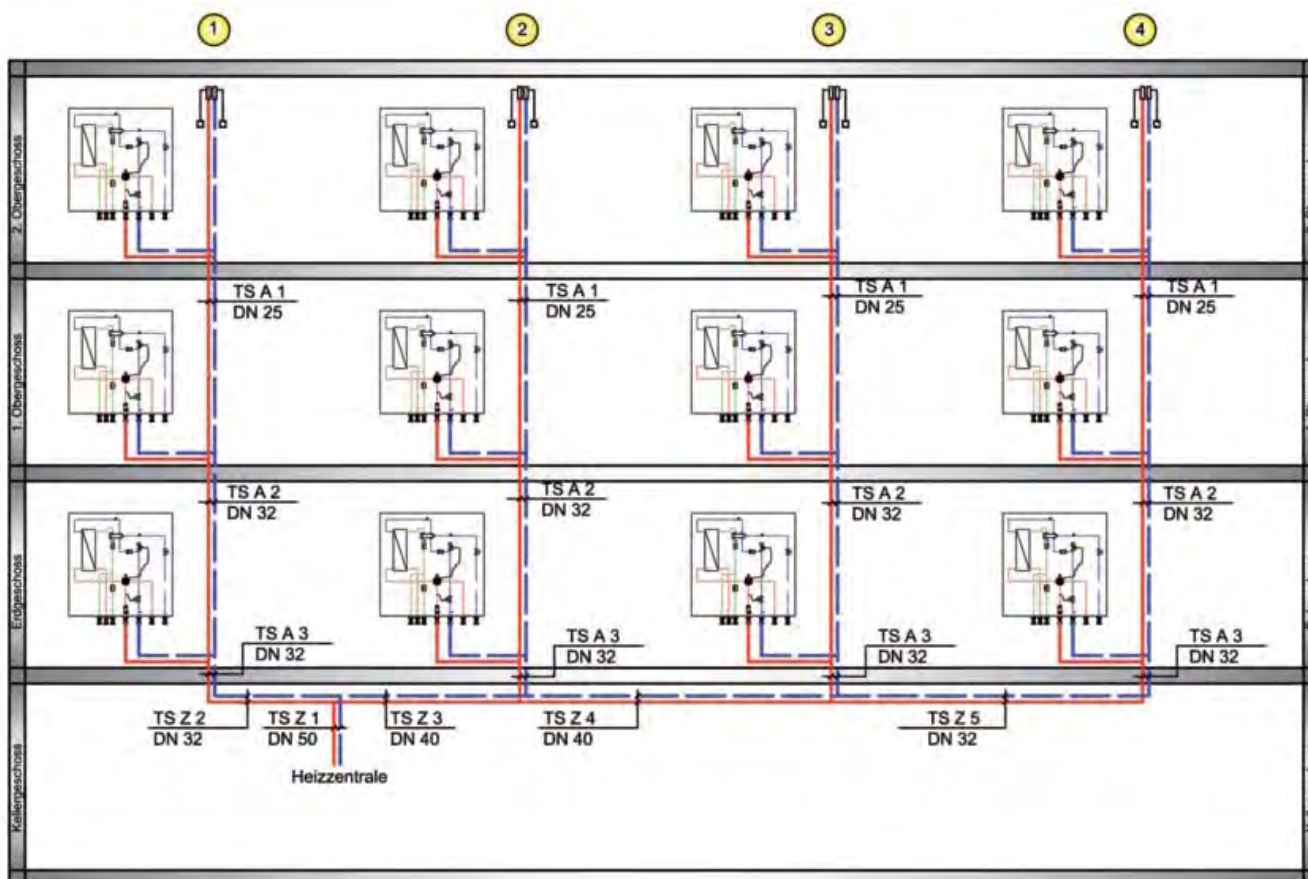 1
2
3
4
2. Obergeschoss
TS A 1
DN 25
TS A 1
DN 25
TS A 1
DN 25
TS A 1
DN 25
1. Obergeschoss
TS A 2
DN 32
TS A 2
DN 32
TS A 2
DN 32
TS A 2
DN 32
Erdgeschoss
TS A 3
DN 32
TS A 3
DN 32
TS A 3
DN 32
TS A 3
DN 32
TS Z 2
DN 32
TS Z 1
DN 50
TS Z 3
DN 40
TS Z 4
DN 40
TS Z 5
DN 32
Heizzentrale
Kellergeschoss